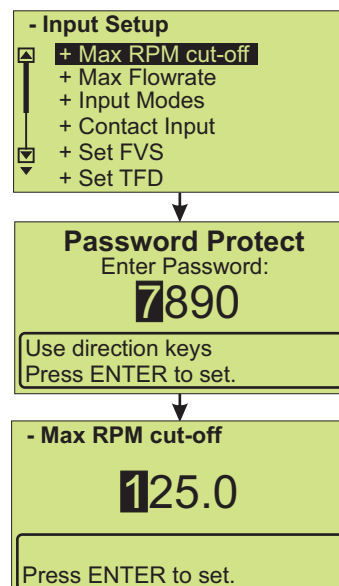 - Input Setup
+ Max RPM cut-off
+ Max Flowrate
+ Input Modes
+ Contact Input
+ Set FVS
+ Set TFD
Password Protect
Enter Password:
7890
Use direction keys
Press ENTER to set.
- Max RPM cut-off
125.0
Press ENTER to set.